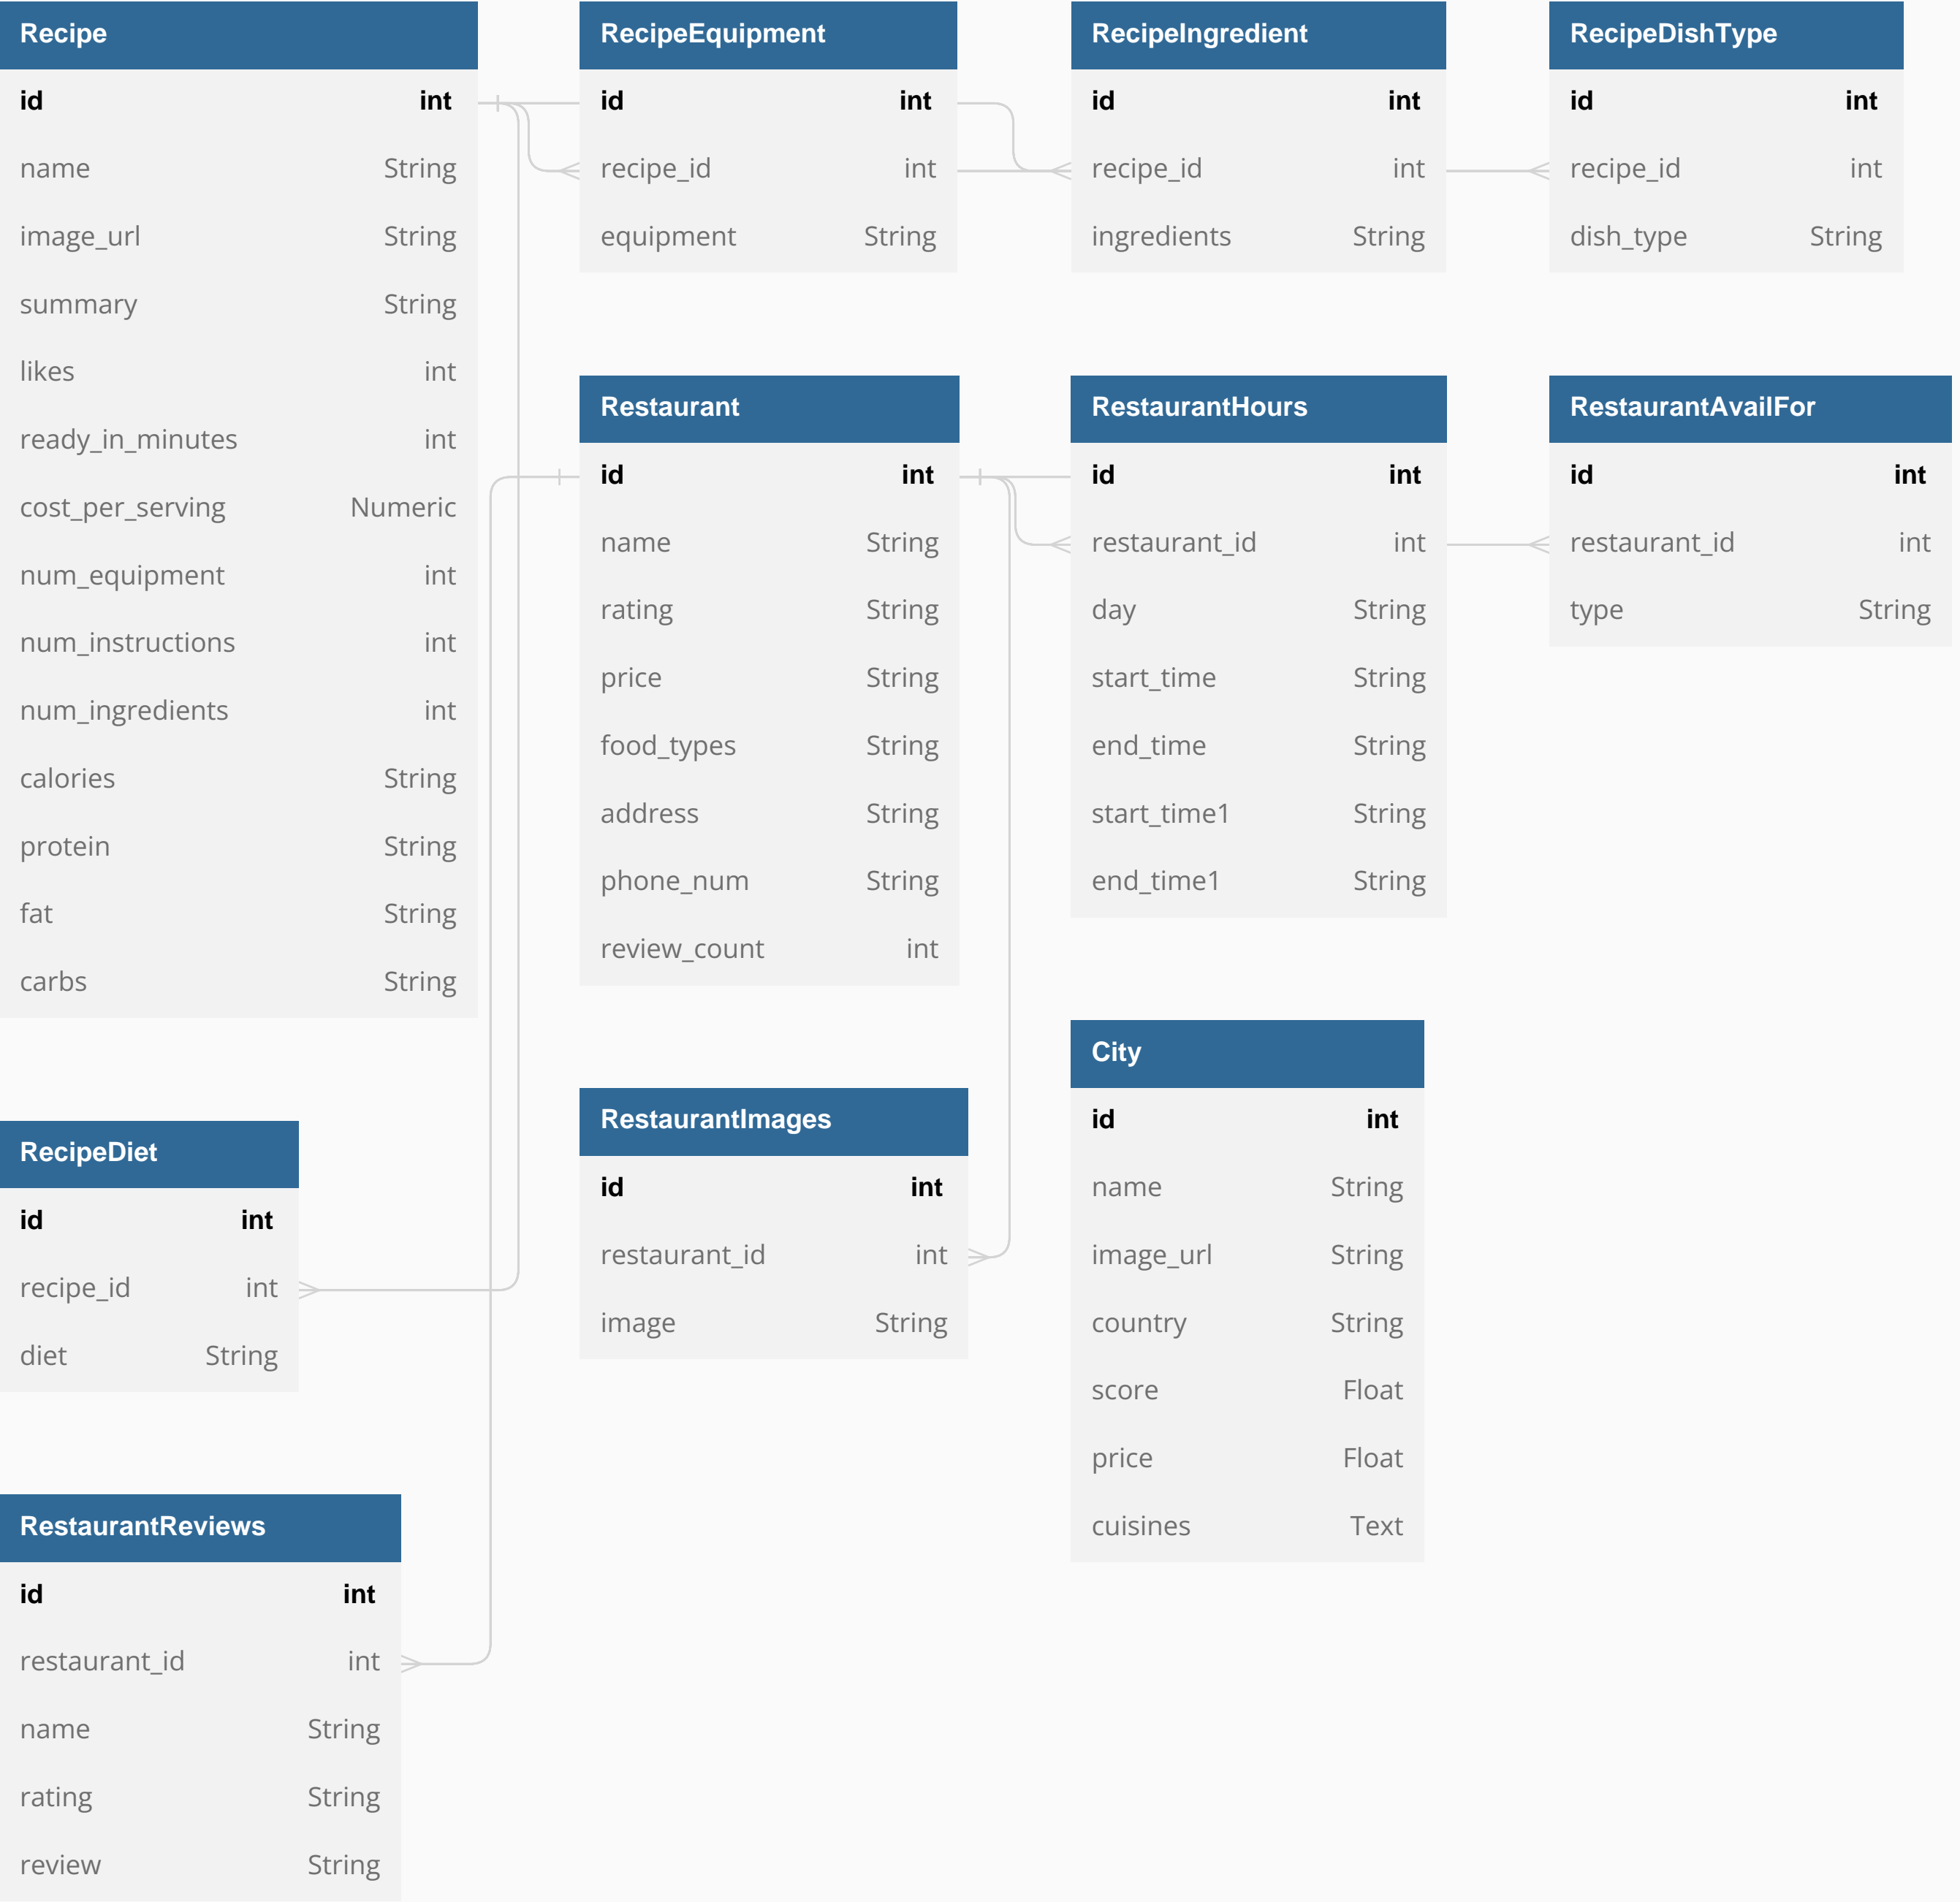 Recipe
id int
name String
image_url String
summary String
likes int
ready_in_minutes int
cost_per_serving Numeric
num_equipment int
num_instructions int
num_ingredients int
calories String
protein String
fat String
carbs String
RecipeEquipment
id int
recipe_id int
equipment String
RecipeIngredient
id int
recipe_id int
ingredients String
RecipeDishType
id int
recipe_id int
dish_type String
Restaurant
id int
name String
rating String
price String
food_types String
address String
phone_num String
review_count int
RestaurantHours
id int
restaurant_id int
day String
start_time String
end_time String
start_time1 String
end_time1 String
RestaurantAvailFor
id int
restaurant_id int
type String
RecipeDiet
id int
recipe_id int
diet String
RestaurantImages
id int
restaurant_id int
image String
City
id int
name String
image_url String
country String
score Float
price Float
cuisines Text
RestaurantReviews
id int
restaurant_id int
name String
rating String
review String